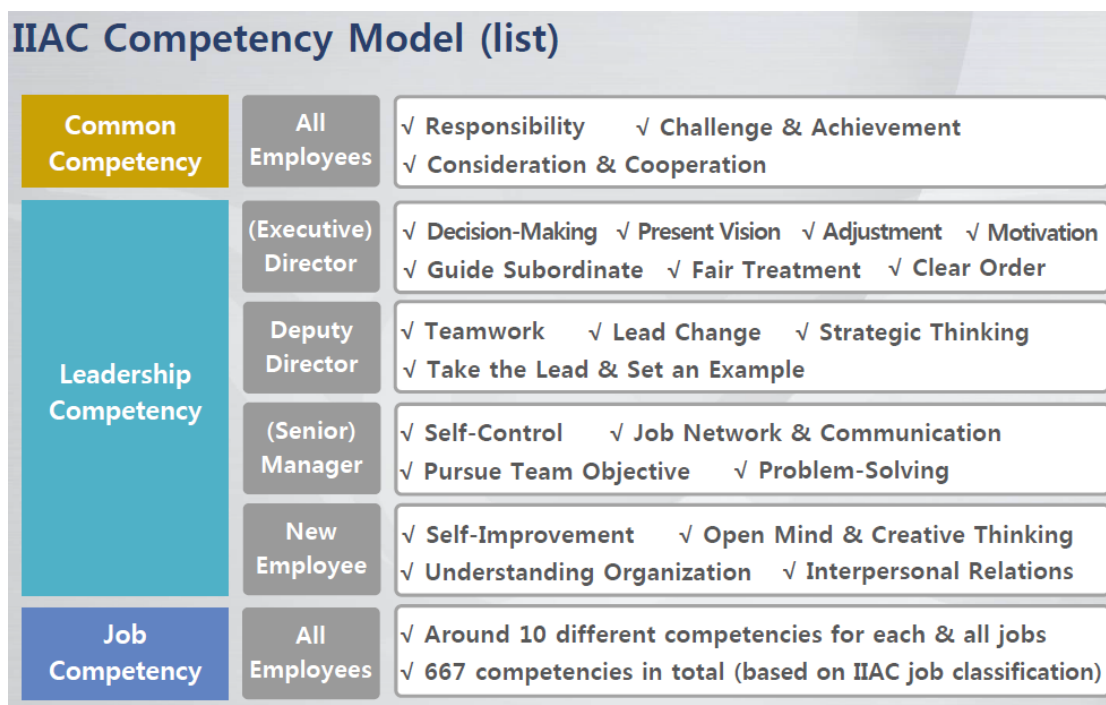 IIAC Competency Model (list)
Common
Competency
All
Employees
√ Responsibility √ Challenge & Achievement
√ Consideration & Cooperation
Leadership
Competency
(Executive)
Director
√ Decision-Making √ Present Vision √ Adjustment √ Motivation
√ Guide Subordinate √ Fair Treatment √ Clear Order
Deputy
Director
√ Teamwork √ Lead Change √ Strategic Thinking
√ Take the Lead & Set an Example
(Senior)
Manager
√ Self-Control √ Job Network & Communication
√ Pursue Team Objective √ Problem-Solving
New
Employee
√ Self-Improvement √ Open Mind & Creative Thinking
√ Understanding Organization √ Interpersonal Relations
Job
Competency
All
Employees
√ Around 10 different competencies for each & all jobs
√ 667 competencies in total (based on IIAC job classification)